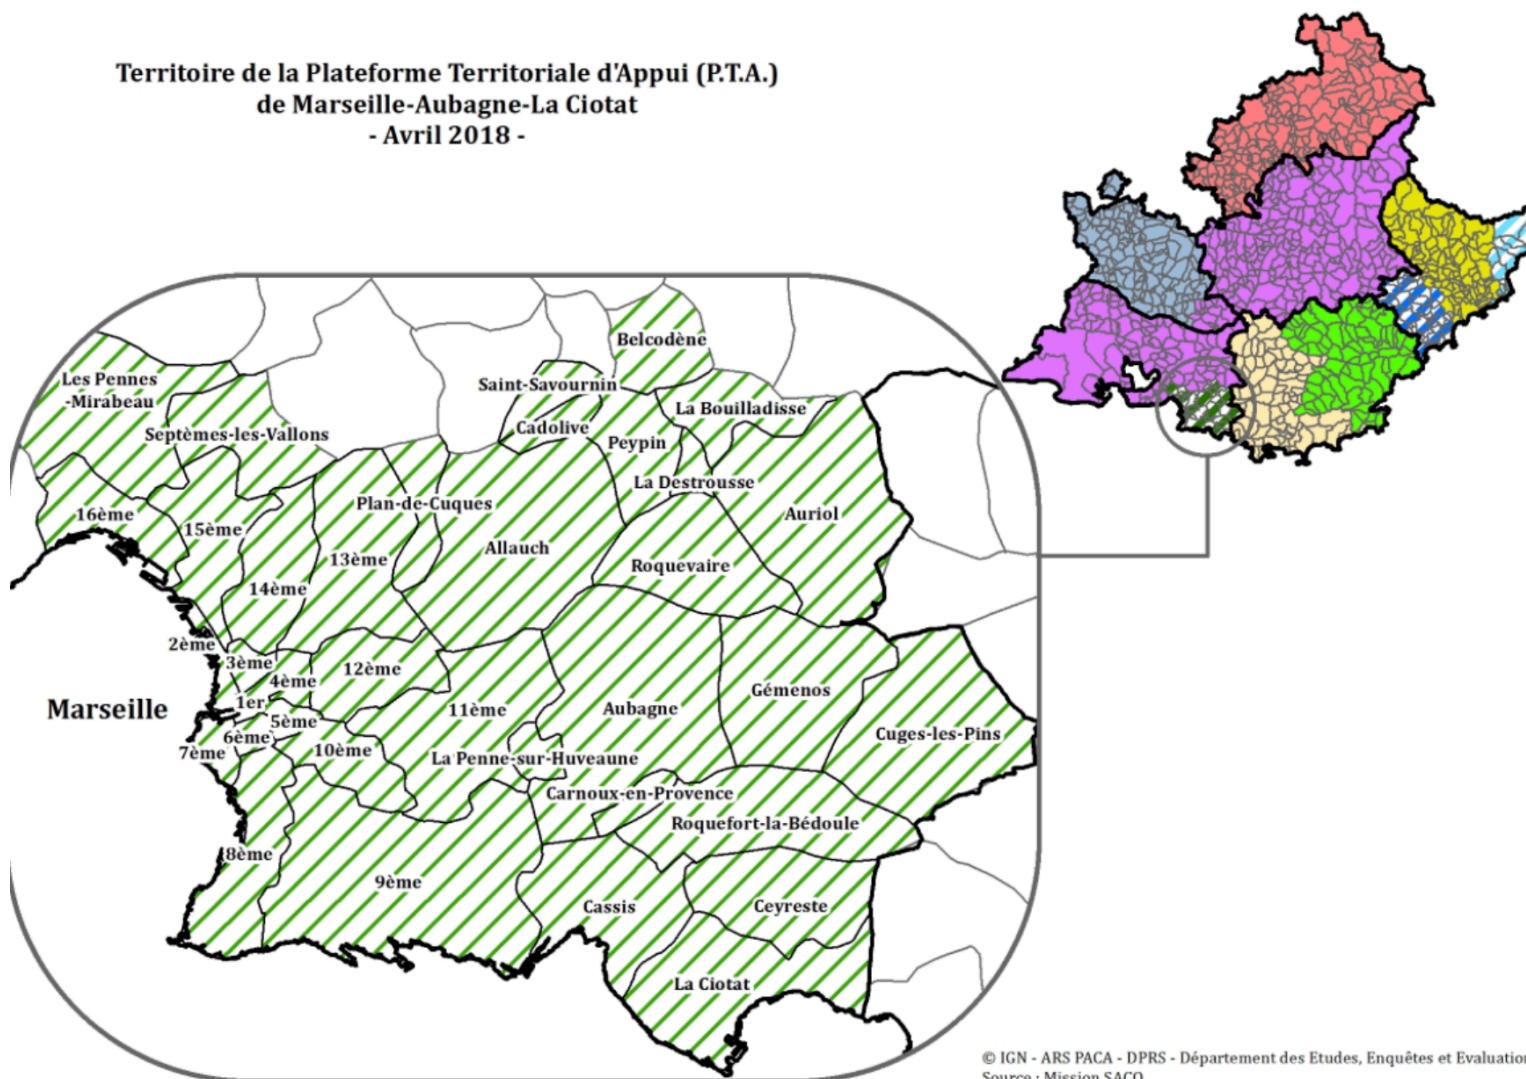 Territoire de la Plateforme Territoriale d'Appui (P.T.A.)
de Marseille-Aubagne-La Ciotat
- Avril 2018 -
Belcodène
Les Pennes
-Mirabeau
Saint-Savournin
La Bouilladisse
Septèmes-les-Vallons
Cadolive
Peypin
La Destrousse
Plan-de-Cuques
16ème
15ème
Auriol
Allauch
13ème
Roquevaire
14ème
2ème
3ème
12ème
4ème
Gémenos
1er
Marseille
11ème
Aubagne
5ème
6ème
Cuges-les-Pins
7ème
10ème
La Penne-sur-Huveaune
Carnoux-en-Provence
Roquefort-la-Bédoule
8ème
9ème
Cassis
Ceyreste
La Ciotat
© IGN - ARS PACA - DPRS - Département des Etudes, Enquêtes et Evaluation
Source : Mission SACQ